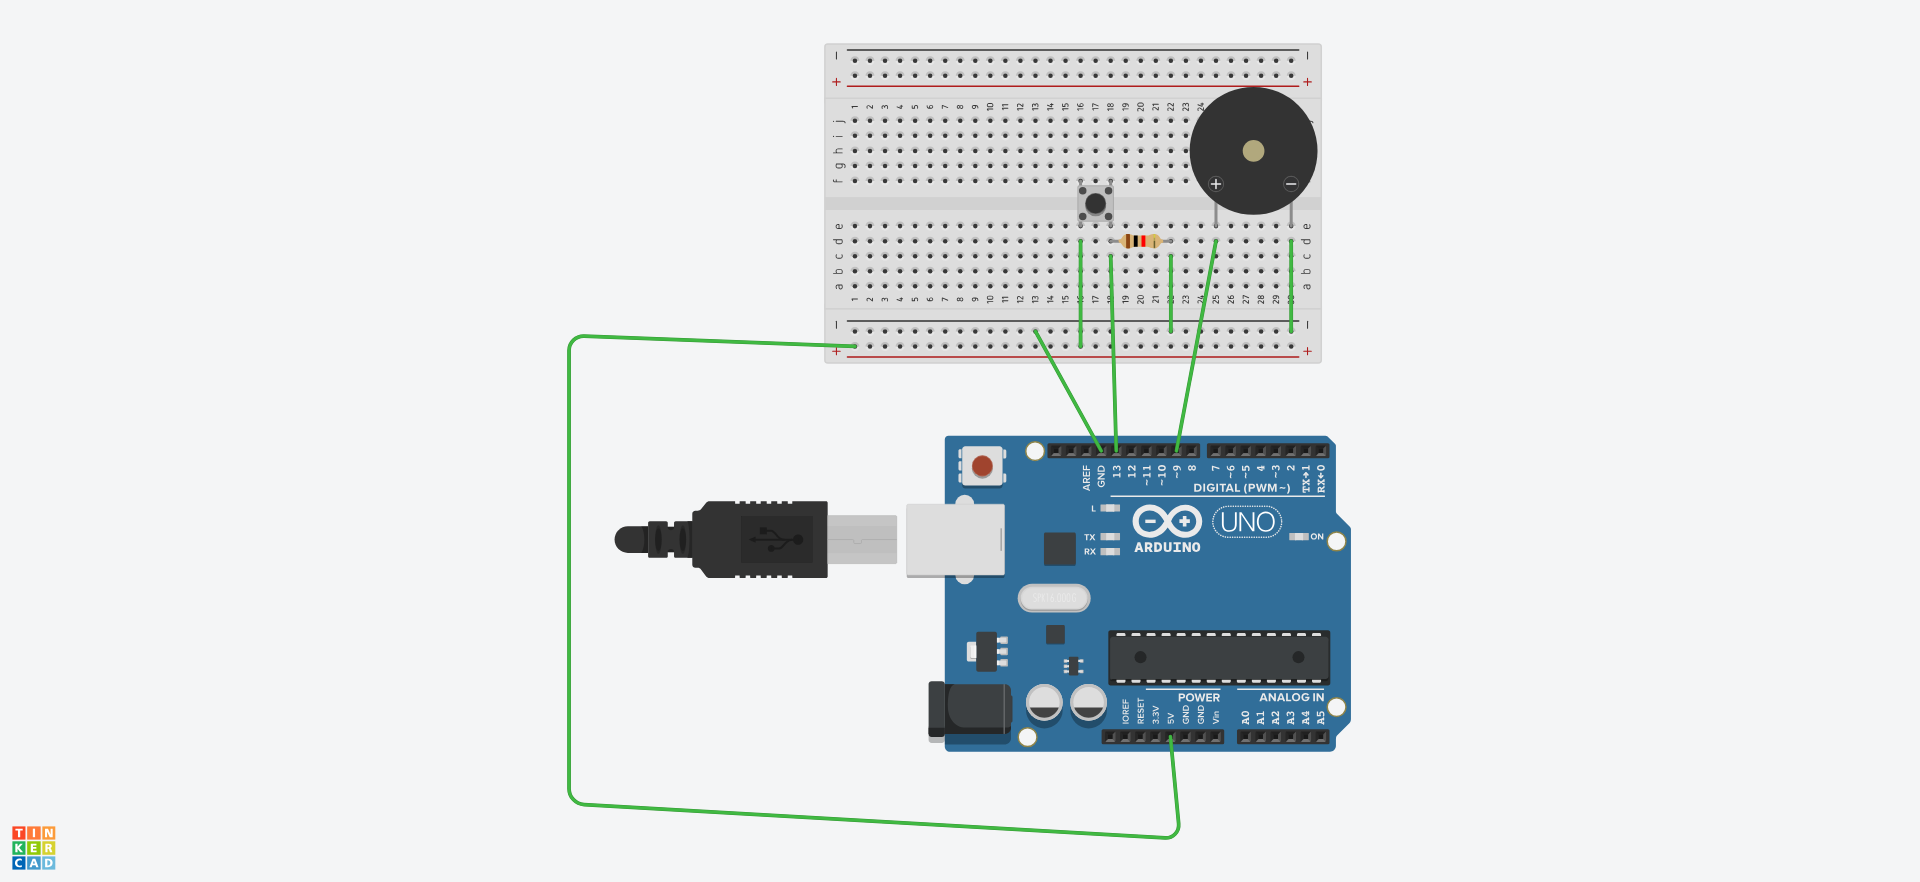 − −
+ +
1 2 3 4 5 6 7 8 9 10 11 12 13 14 15 16 17 18 19 20 21 22 23 24
j
i
h
g
f
+ −
e e
d d
c c
b b
a a
1 2 3 4 5 6 7 8 9 10 11 12 13 14 15 17 19 20 21 23 24 25 26 27 28 29
− −
+ +
AREF GND 13 12 ~11 ~10 ~9 8 7 ~6 ~5 4 ~3 2 TX→1 RX←0
DIGITAL (PWM~)
L
UNO
TX
RX
ON
ARDUINO
POWER ANALOG IN
IOREF RESET 3.3V 5V GND GND Vin A0 A1 A2 A3 A4 A5
TIN
KER
CAD